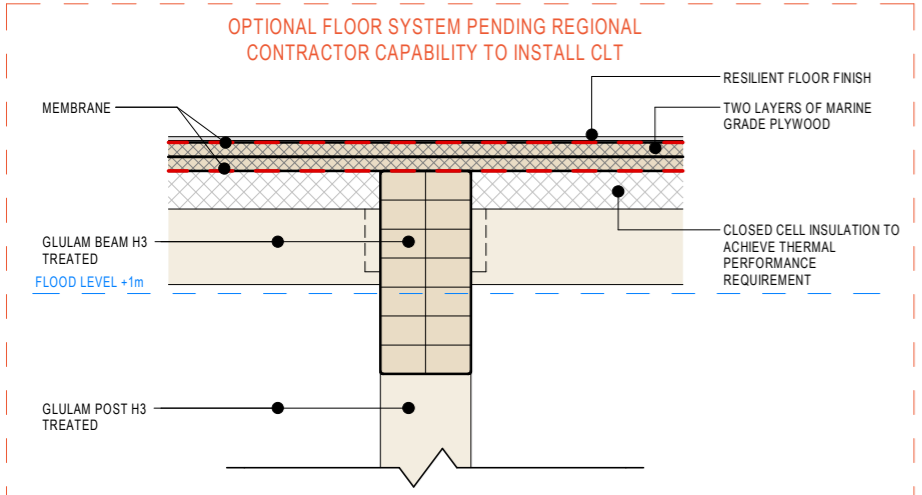 OPTIONAL FLOOR SYSTEM PENDING REGIONAL
CONTRACTOR CAPABILITY TO INSTALL CLT
RESILIENT FLOOR FINISH
MEMBRANE
TWO LAYERS OF MARINE
GRADE PLYWOOD
GLULAM BEAM H3
TREATED
CLOSED CELL INSULATION TO
ACHIEVE THERMAL
PERFORMANCE
REQUIREMENT
FLOOD LEVEL +1m
GLULAM POST H3
TREATED